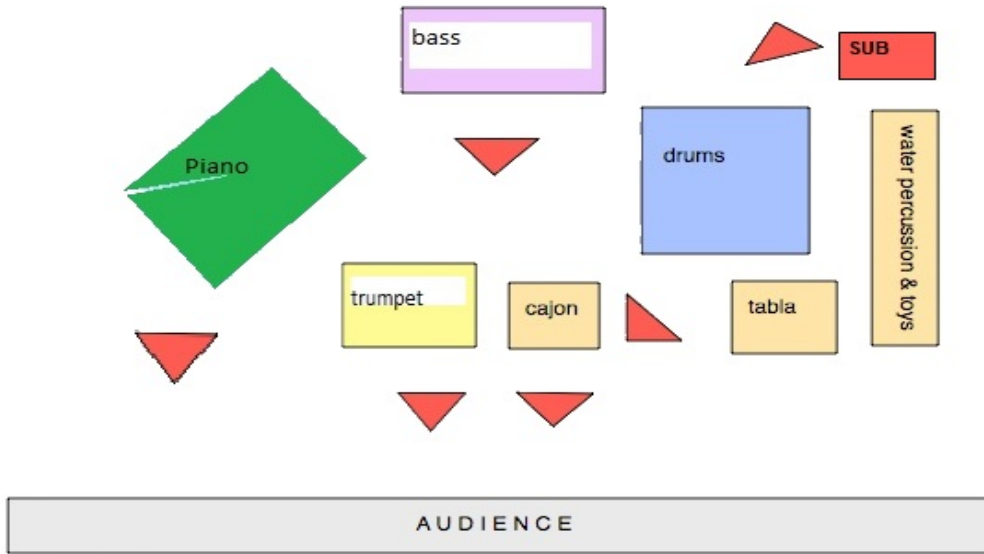 bass
SUB
Piano
drums
water percussion & toys
trumpet
cajon
tabla
AUDIENCE